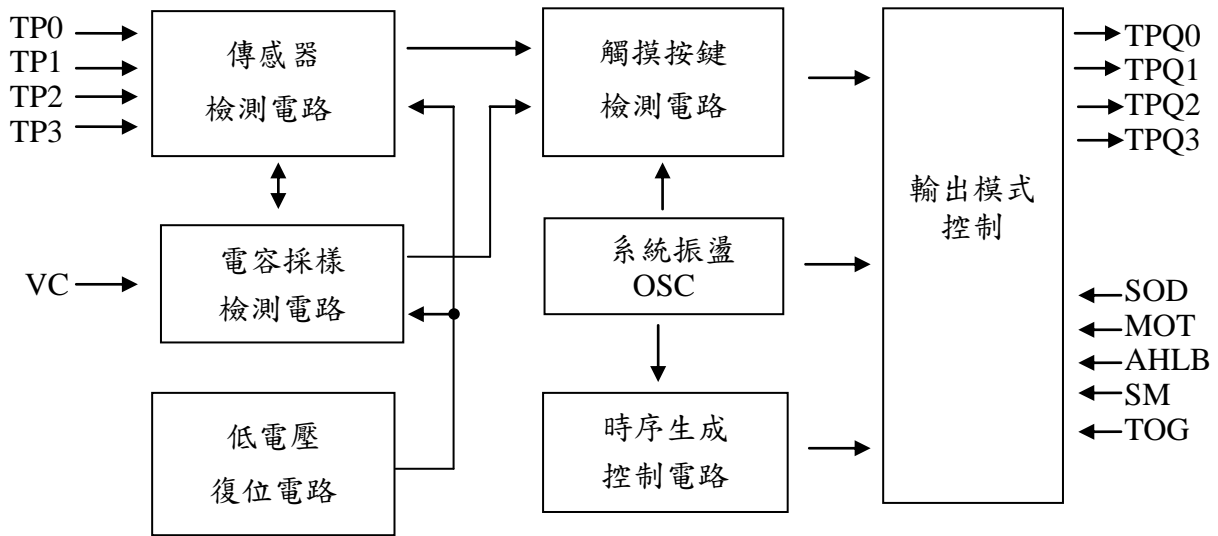 TP0
TP1
TP2
TP3
傳感器
檢測電路
觸摸按鍵
檢測電路
TPQ0
TPQ1
TPQ2
TPQ3
輸出模式
控制
VC
電容採樣
檢測電路
系統振盪
OSC
SOD
MOT
AHLB
SM
TOG
低電壓
復位電路
時序生成
控制電路